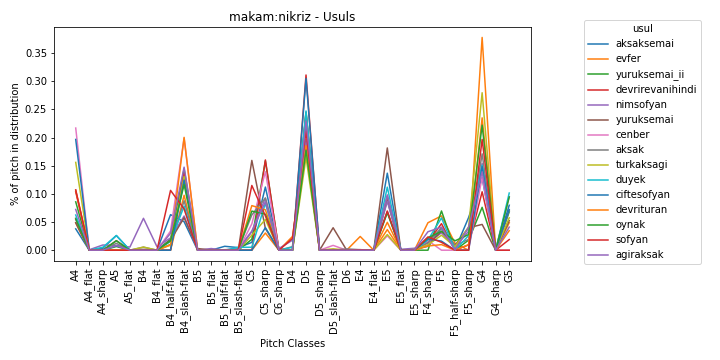 makam:nikriz - Usuls
% of pitch in distribution
0.35
0.30
0.25
0.20
0.15
0.10
0.05
0.00
A4
A4_flat
A4_sharp
A5
A5_flat
B4
B4_flat
B4_half-flat
B4_slash-flat
B5
B5_flat
B5_half-flat
B5_slash-flat
C5
C5_sharp
C6_sharp
D4
D5
D5_sharp
D5_slash-flat
D6
E4
E4_flat
E5
E5_flat
E5_sharp
F4_sharp
F5
F5_half-sharp
F5_sharp
G4
G4_sharp
G5
Pitch Classes
usul
aksaksemai
evfer
yuruksemai_ii
devrirevanihindi
nimsofyan
yuruksemai
cenber
aksak
turkaksagi
duyek
ciftesofyan
devrituran
oynak
sofyan
agiraksak